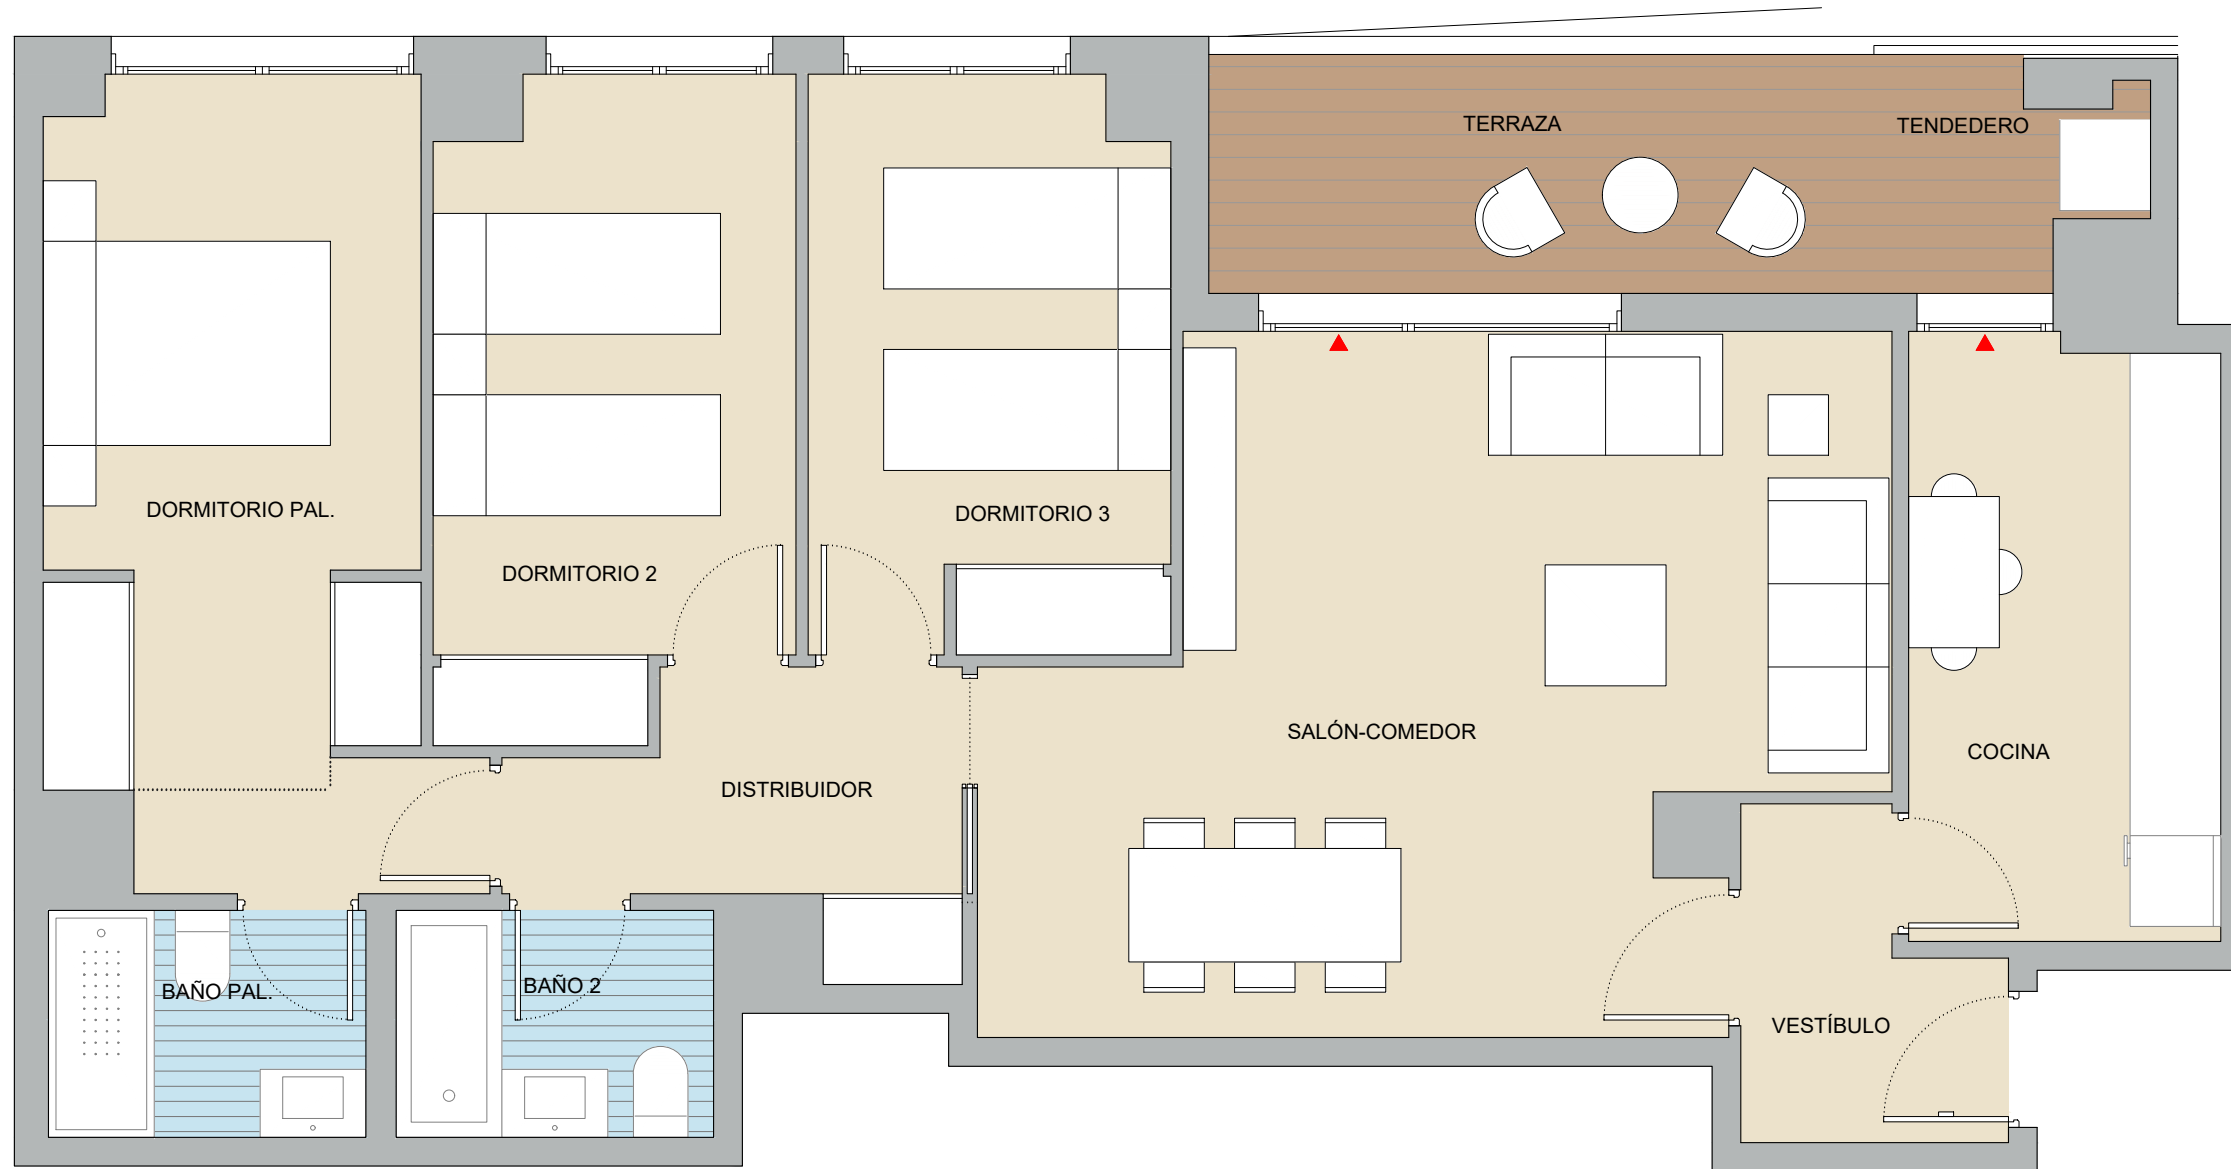 TERRAZA
TENDEDERO
DORMITORIO PAL.
DORMITORIO 2
DORMITORIO 3
SALÓN-COMEDOR
COCINA
DISTRIBUIDOR
BAÑO PAL.
BAÑO 2
VESTÍBULO